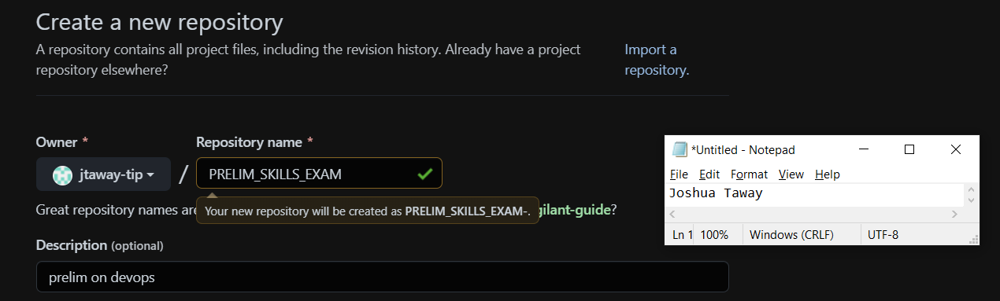 Create a new repository
A repository contains all project files, including the revision history. Already have a project
repository elsewhere?
Import a
repository.
Owner *
Repository name *
jtaway-tip
/
PRELIM_SKILLS_EXAM
Great repository names are
Your new repository will be created as PRELIM_SKILLS_EXAM-.
gilant-guide?
Description (optional)
prelim on devops
*Untitled - Notepad
File Edit Format View Help
Joshua Taway
Ln 1 100% Windows (CRLF) UTF-8